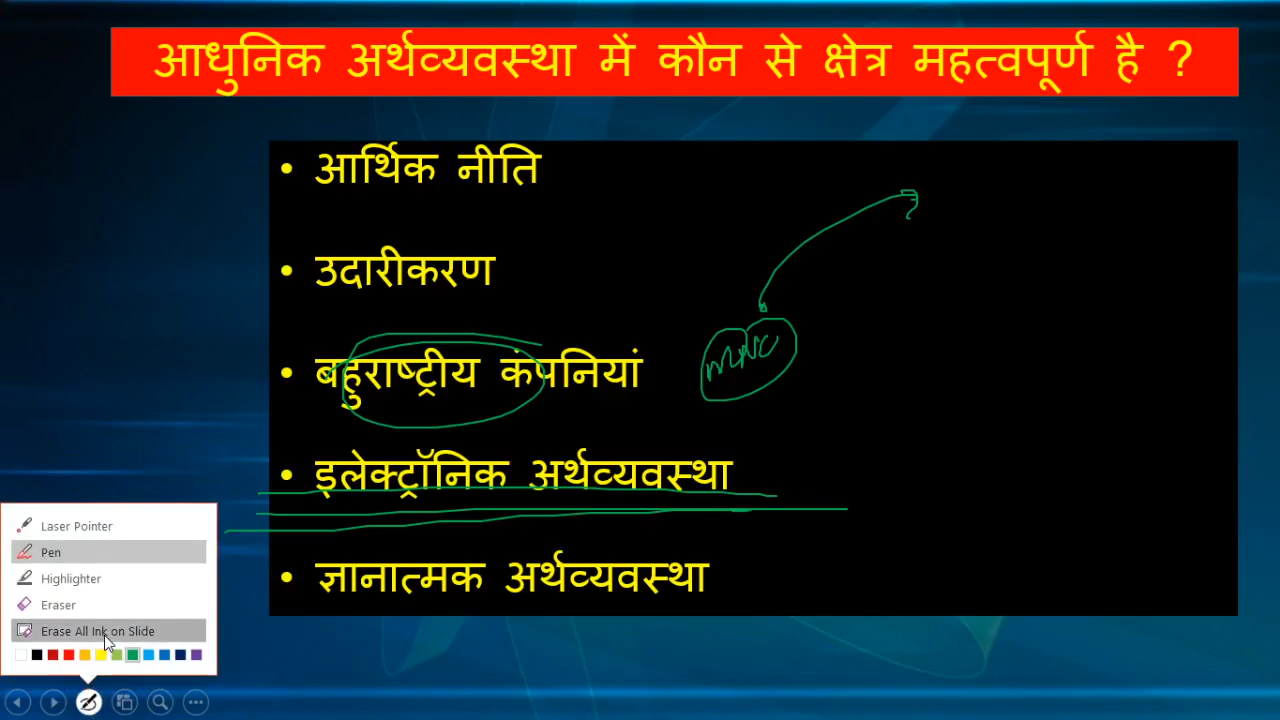 आधुनिक अर्थव्यवस्था में कौन से क्षेत्र महत्वपूर्ण है ?
• आर्थिक नीति
• उदारीकरण
• बहुराष्ट्रीय कंपनियां MNC
• इलेक्ट्रॉनिक अर्थव्यवस्था
• ज्ञानात्मक अर्थव्यवस्था
Laser Pointer
Pen
Highlighter
Eraser
Erase All Ink on Slide